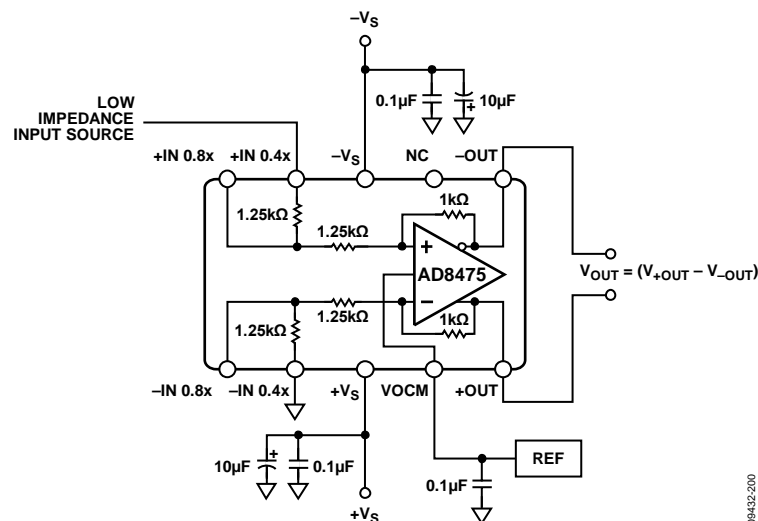 –VS
LOW
IMPEDANCE
INPUT SOURCE
0.1µF
10µF
+
+IN 0.8x
+IN 0.4x
–VS
NC
–OUT
1.25kΩ
1.25kΩ
1kΩ
+
AD8475
–
VOUT = (V+OUT – V–OUT)
1.25kΩ
1.25kΩ
1kΩ
–IN 0.8x
–IN 0.4x
+VS
VOCM
+OUT
10µF
+
0.1µF
0.1µF
REF
+VS
09432-200